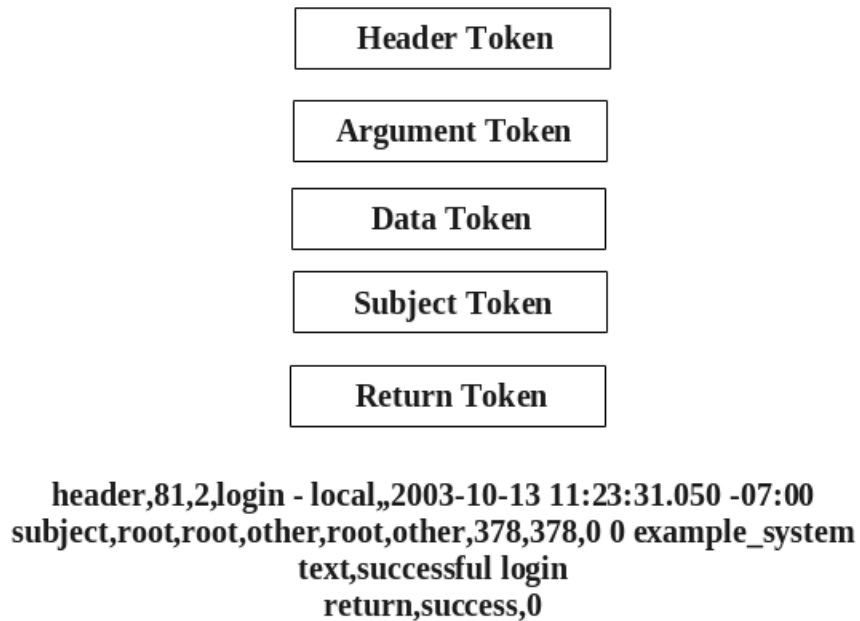 Header Token
Argument Token
Data Token
Subject Token
Return Token
header,81,2,login - local,,2003-10-13 11:23:31.050 -07:00
subject,root,root,other,root,other,378,378,0 0 example_system
text,successful login
return,success,0